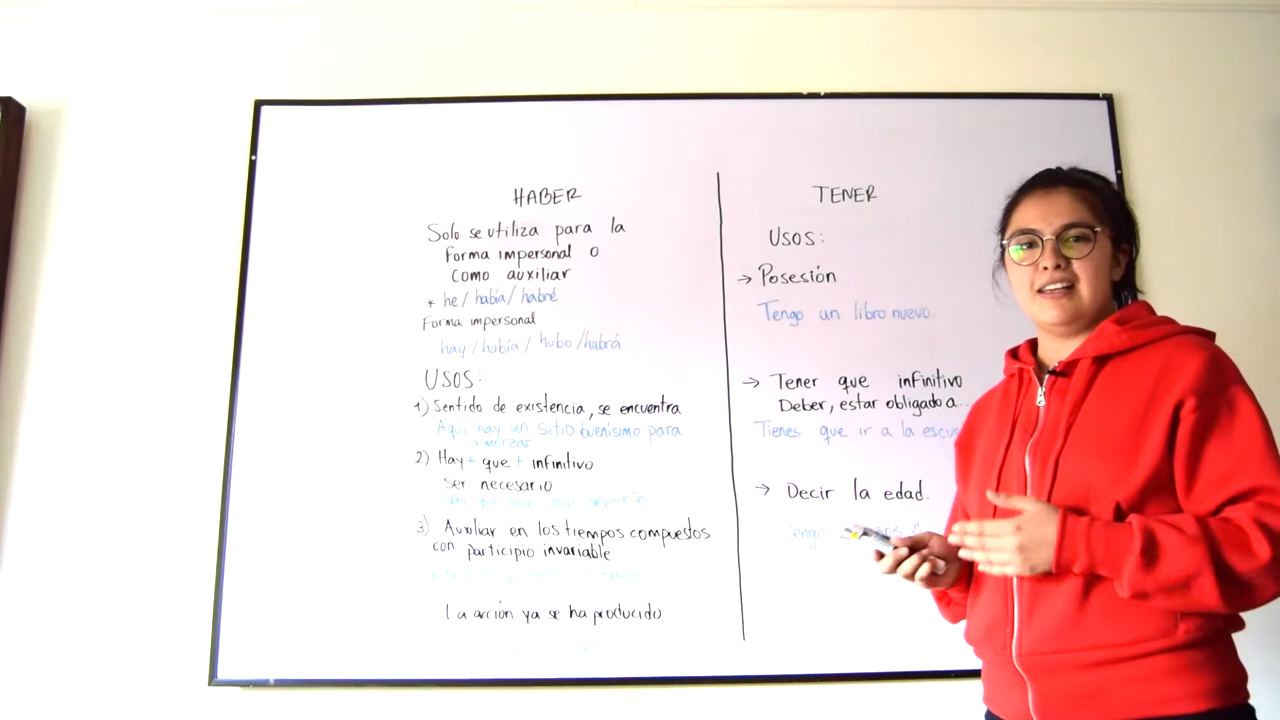 HABER
Solo se utiliza para la
Forma impersonal o
como auxiliar
* he / había / habré
Forma impersonal
hay / había / hubo / habrá
USOS:
1) Sentido de existencia, se encuentra
Aquí hay un sitio buenísimo para
almorzar
2) Hay + que + infinitivo
Ser necesario
3) Auxiliar en los tiempos compuestos
con participio invariable
La acción ya se ha producido
TENER
USOS:
→ Posesión
Tengo un libro nuevo.
→ Tener que infinitivo
Deber, estar obligado a...
Tienes que ir a la
→ Decir la edad.